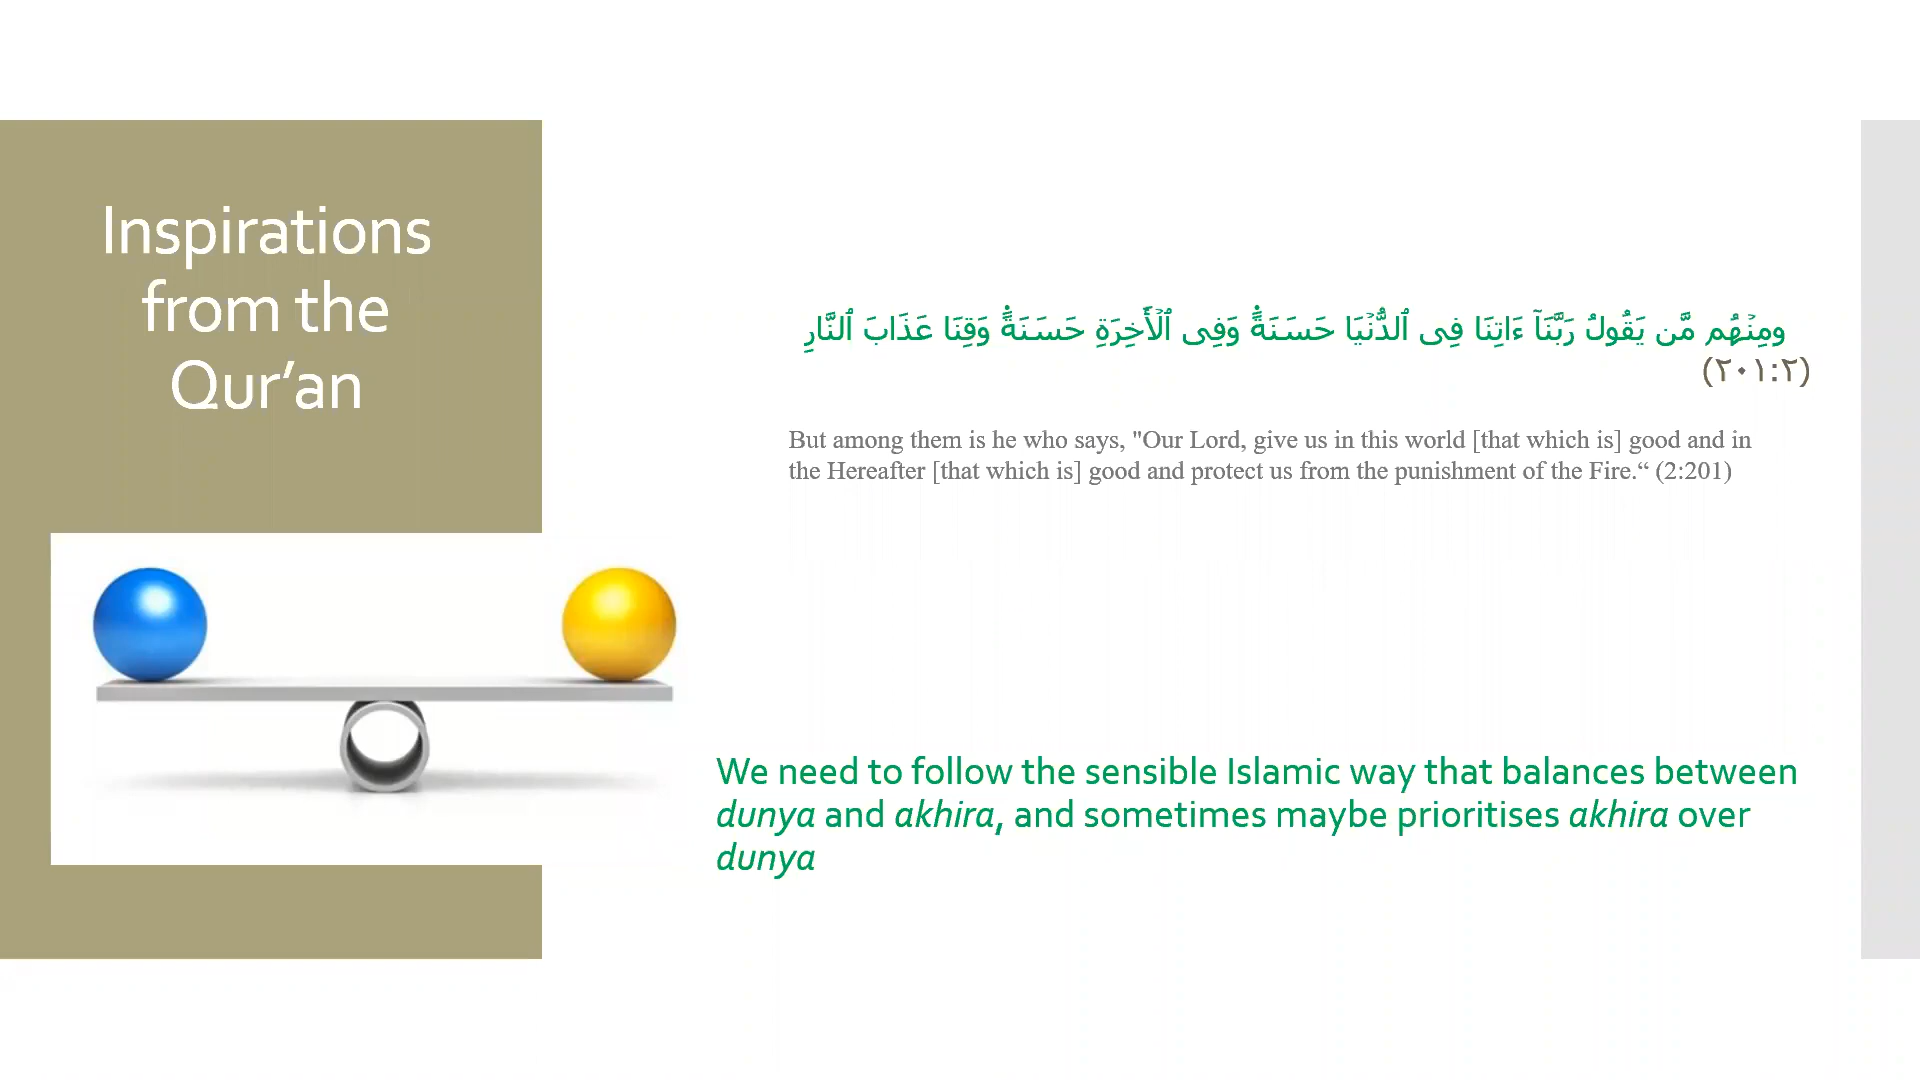 Inspirations
from the
Qur’an
ومِنْهُم مَّن يَقُولُ رَبَّنَآ ءَاتِنَا فِى ٱلدُّنْيَا حَسَنَةًۭ وَفِى ٱلْأَخِرَةِ حَسَنَةًۭ وَقِنَا عَذَابَ ٱلنَّارِ
(٢٠١:٢)
But among them is he who says, "Our Lord, give us in this world [that which is] good and in
the Hereafter [that which is] good and protect us from the punishment of the Fire.“ (2:201)
We need to follow the sensible Islamic way that balances between
dunya and akhira, and sometimes maybe prioritises akhira over
dunya